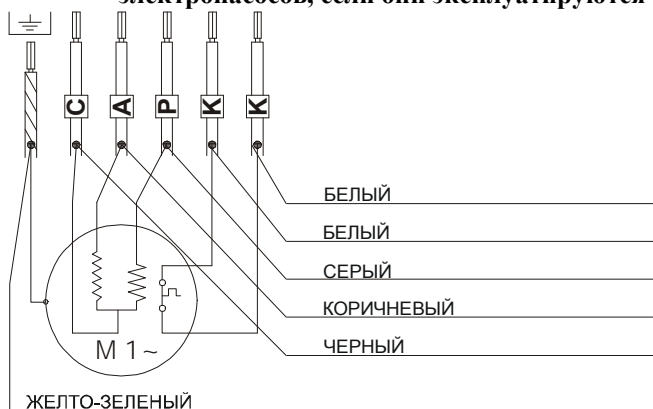 электронасосов, если они эксплуатируются
C A P K K
БЕЛЫЙ
БЕЛЫЙ
СЕРЫЙ
КОРИЧНЕВЫЙ
ЧЕРНЫЙ
M 1 ~
ЖЕЛТО-ЗЕЛЕНЫЙ